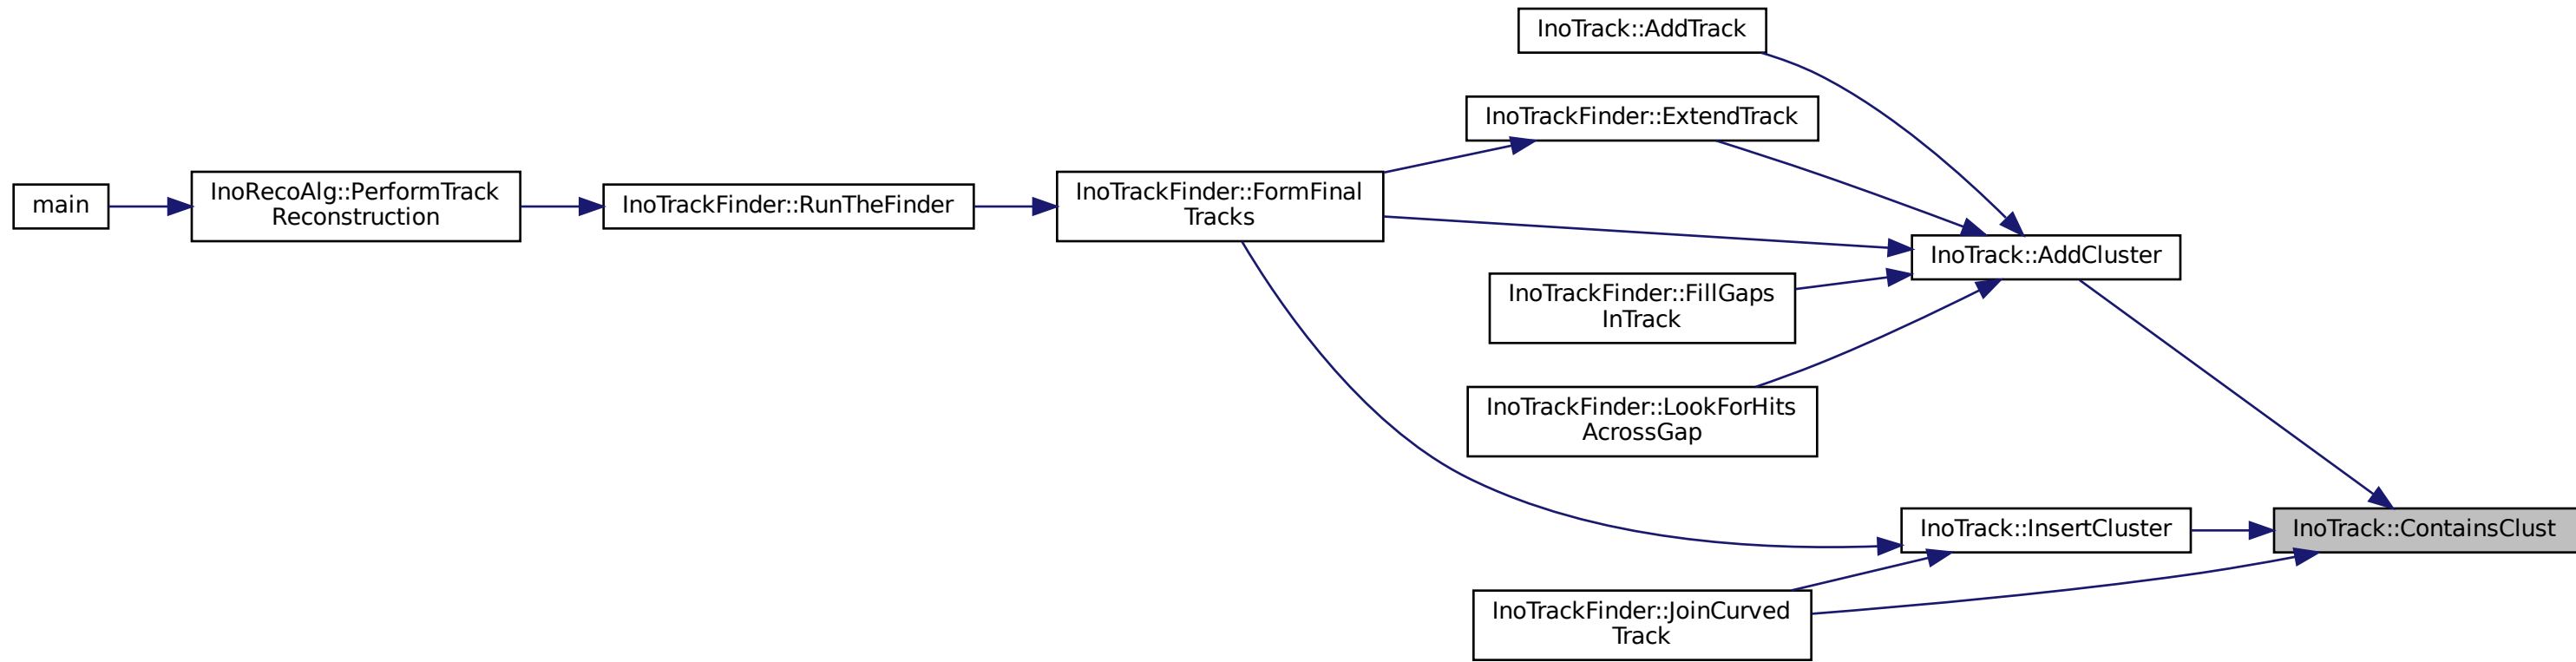 InoTrack::AddTrack
InoTrackFinder::ExtendTrack
main
InoRecoAlg::PerformTrack
Reconstruction
InoTrackFinder::RunTheFinder
InoTrackFinder::FormFinal
Tracks
InoTrack::AddCluster
InoTrackFinder::FillGaps
InTrack
InoTrackFinder::LookForHits
AcrossGap
InoTrack::InsertCluster
InoTrack::ContainsClust
InoTrackFinder::JoinCurved
Track